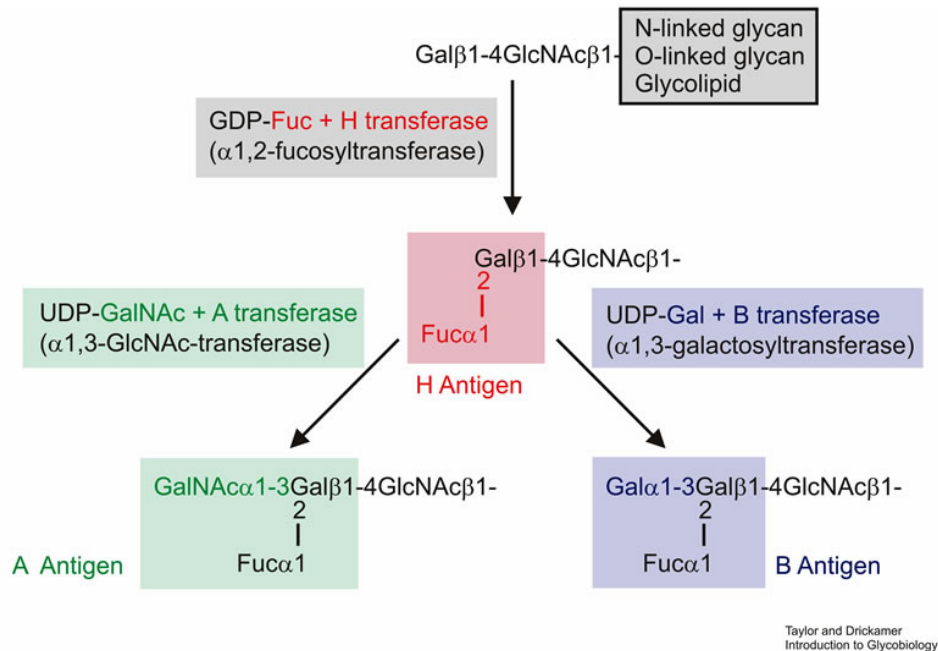 Galβ1-4GlcNAcβ1-
N-linked glycan
O-linked glycan
Glycolipid
GDP-Fuc + H transferase
(α1,2-fucosyltransferase)
Galβ1-4GlcNAcβ1-
2
Fucα1
H Antigen
UDP-GalNAc + A transferase
(α1,3-GlcNAc-transferase)
UDP-Gal + B transferase
(α1,3-galactosyltransferase)
GalNAcα1-3Galβ1-4GlcNAcβ1-
2
Fucα1
A Antigen
Galα1-3Galβ1-4GlcNAcβ1-
2
Fucα1
B Antigen
Taylor and Drickamer
Introduction to Glycobiology